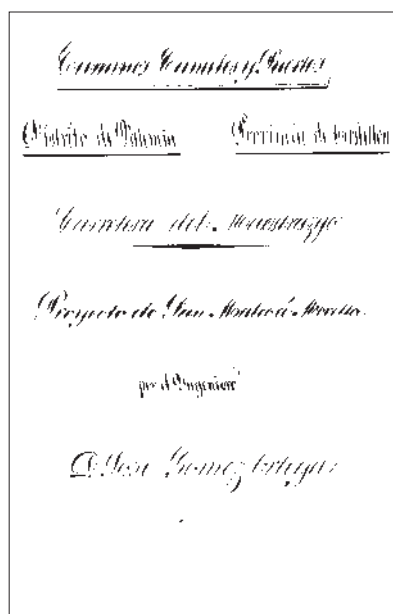 Caminos Canales y Puertos
Distrito de Valencia Provincia de Castellón
Carretera del Maestrazgo
Proyecto de San Mateo á Morella
por el Ingeniero
D. José Gomez Ortega